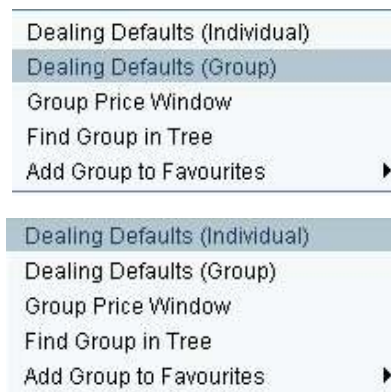 Dealing Defaults (Individual)
Dealing Defaults (Group)
Group Price Window
Find Group in Tree
Add Group to Favourites
Dealing Defaults (Individual)
Dealing Defaults (Group)
Group Price Window
Find Group in Tree
Add Group to Favourites